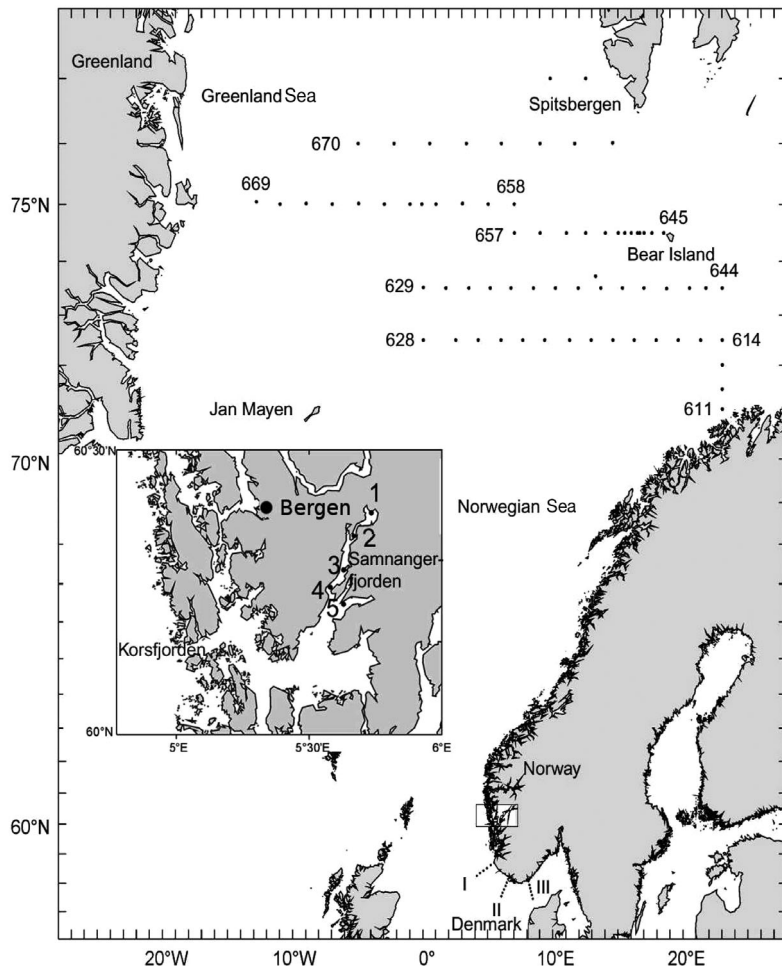 Greenland
Greenland Sea
Spitsbergen
670
669
658
75°N
657
645
Bear Island
644
629
628
614
Jan Mayen
611
70°N
60°30'N
Norwegian Sea
1
Bergen
2
3
Samnanger-
fjorden
4
5
Korsfjorden
60°N
5°E
5°30'E
6°E
Norway
60°N
I
II
III
Denmark
20°W
10°W
0°
10°E
20°E